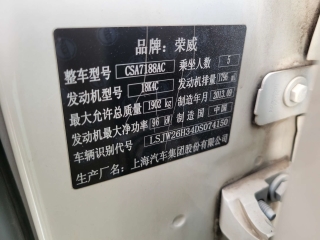 品牌：荣威
整车型号 CSA7188AC 乘坐人数 5
发动机型号 18K4C 发动机排量 1796 ml
最大允许总质量 1902 kg 制造年月 2013.09
发动机最大净功率 96 kW 制造国 中国
车辆识别代号 LSJW26H34DS074150
生产厂名：上海汽车集团股份有限公司